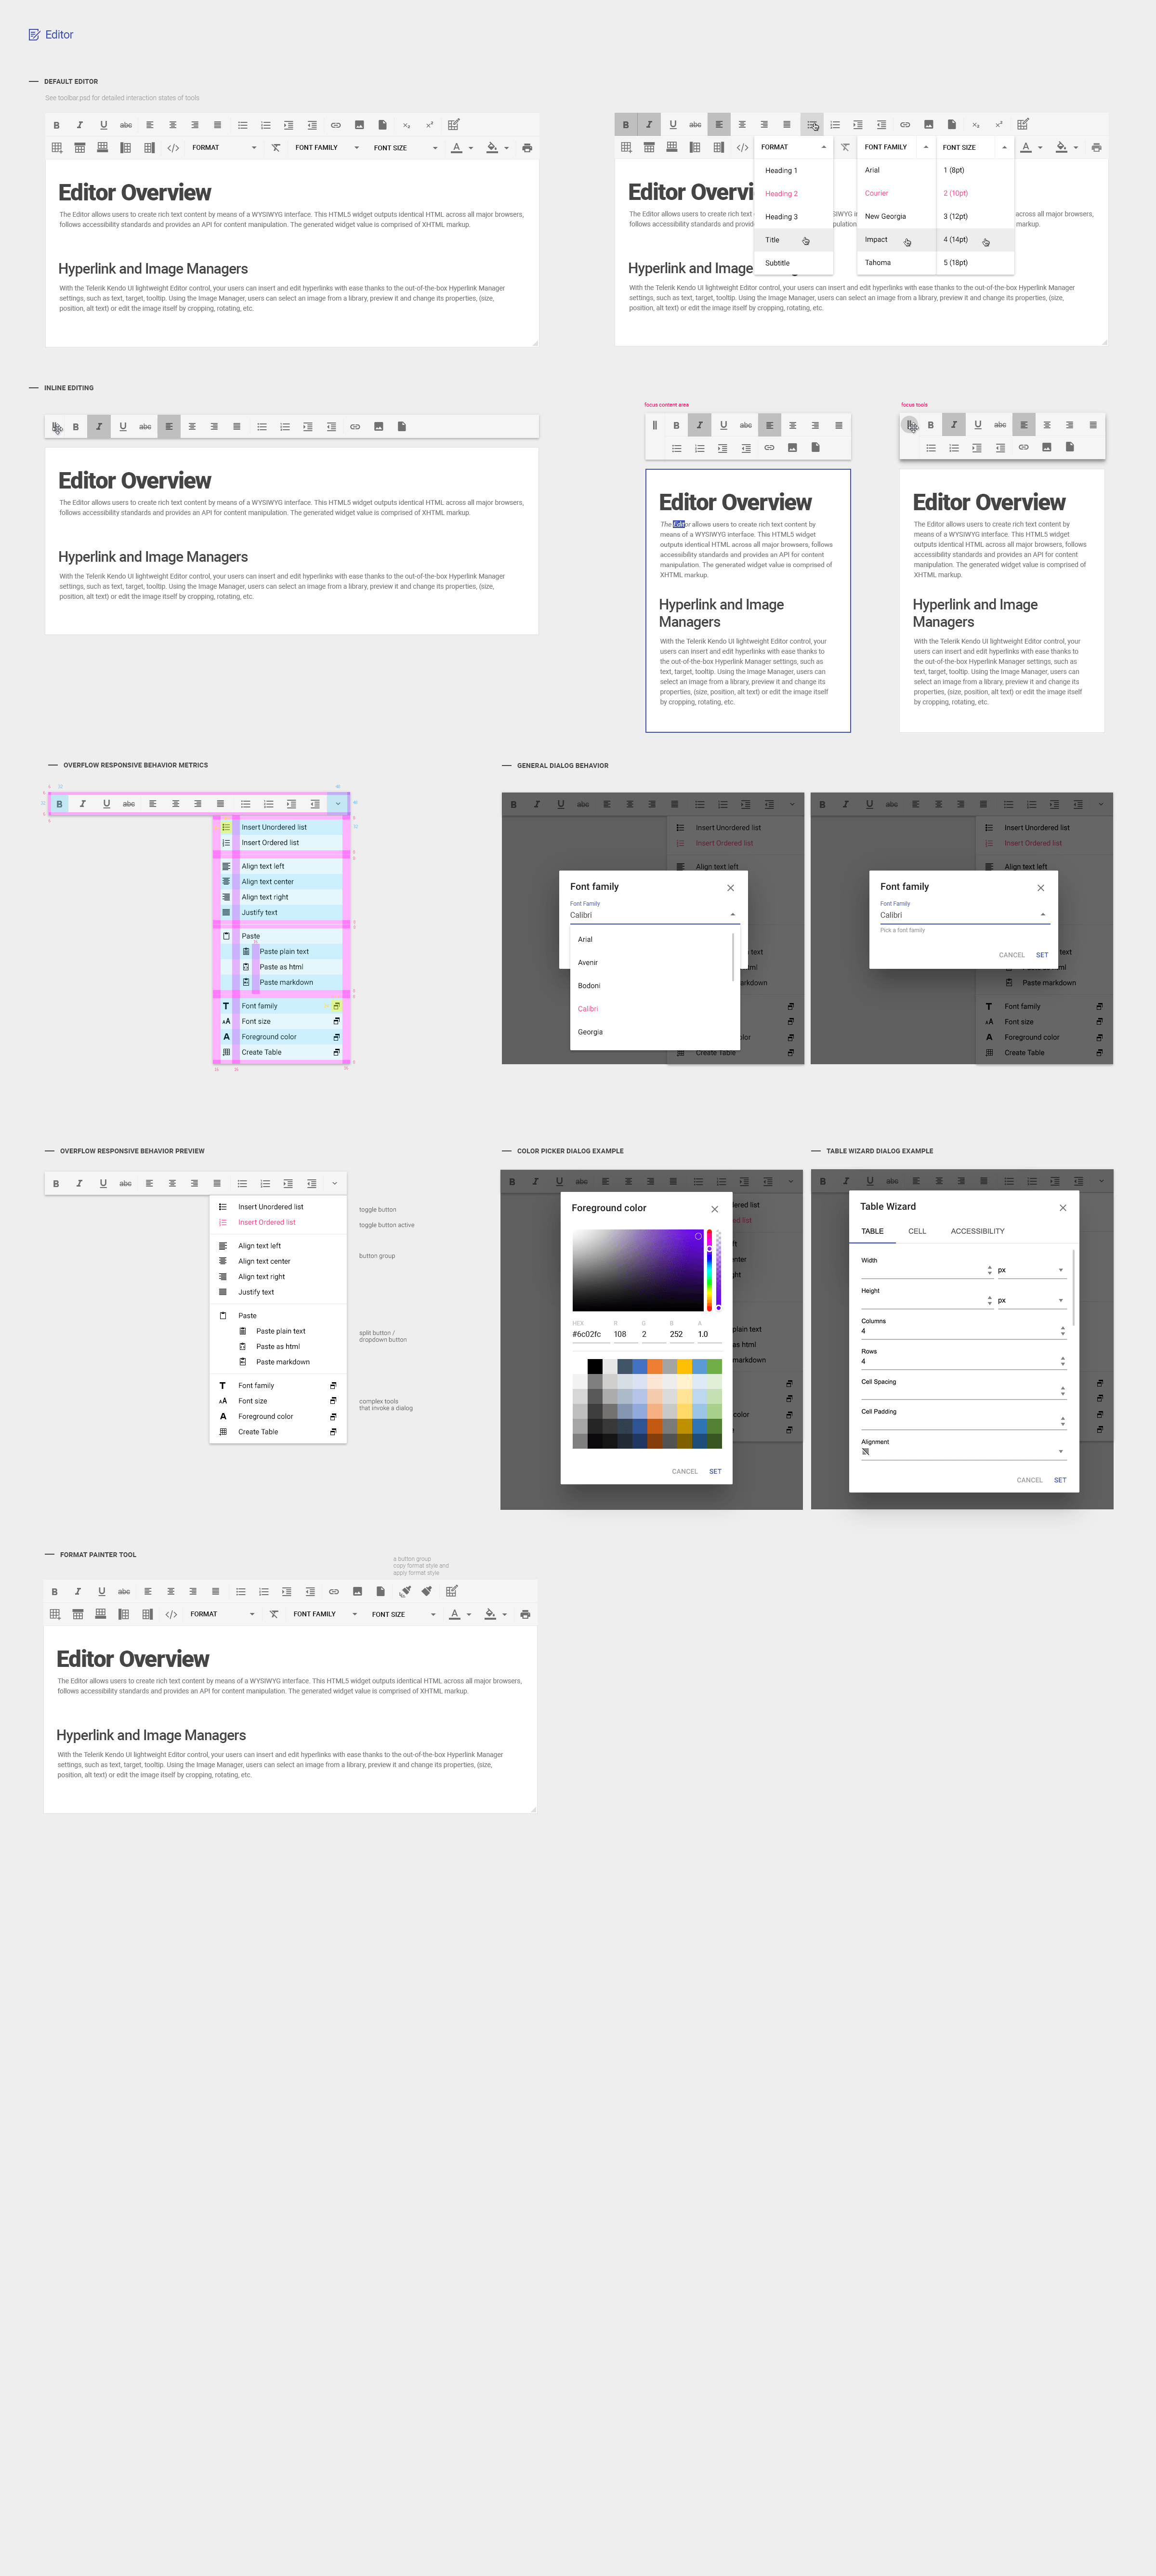 Editor
DEFAULT EDITOR
See toolbar.psd for detailed interaction states of tools
B I U abc
X₂ X²
FORMAT
FONT FAMILY
FONT SIZE
A
Editor Overview
The Editor allows users to create rich text content by means of a WYSIWYG interface. This HTML5 widget outputs identical HTML across all major browsers,
follows accessibility standards and provides an API for content manipulation. The generated widget value is comprised of XHTML markup.
Hyperlink and Image Managers
With the Telerik Kendo UI lightweight Editor control, your users can insert and edit hyperlinks with ease thanks to the out-of-the-box Hyperlink Manager
settings, such as text, target, tooltip. Using the Image Manager, users can select an image from a library, preview it and change its properties, (size,
position, alt text) or edit the image itself by cropping, rotating, etc.
B I U abc
X₂ X²
FORMAT
FONT FAMILY
FONT SIZE
A
Heading 1
Heading 2
Heading 3
Title
Subtitle
Arial
Courier
New Georgia
Impact
Tahoma
1 (8pt)
2 (10pt)
3 (12pt)
4 (14pt)
5 (18pt)
Editor Overvi
The Editor allows users to create rich text
across all major browsers,
follows accessibility standards and provid
markup.
Hyperlink and Image
With the Telerik Kendo UI lightweight Editor control, your users can insert and edit hyperlinks with ease thanks to the out-of-the-box Hyperlink Manager
settings, such as text, target, tooltip. Using the Image Manager, users can select an image from a library, preview it and change its properties, (size,
position, alt text) or edit the image itself by cropping, rotating, etc.
INLINE EDITING
B I U abc
Editor Overview
The Editor allows users to create rich text content by means of a WYSIWYG interface. This HTML5 widget outputs identical HTML across all major browsers,
follows accessibility standards and provides an API for content manipulation. The generated widget value is comprised of XHTML markup.
Hyperlink and Image Managers
With the Telerik Kendo UI lightweight Editor control, your users can insert and edit hyperlinks with ease thanks to the out-of-the-box Hyperlink Manager
settings, such as text, target, tooltip. Using the Image Manager, users can select an image from a library, preview it and change its properties, (size,
position, alt text) or edit the image itself by cropping, rotating, etc.
focus content area
B I U abc
Editor Overview
The Editor allows users to create rich text content by
means of a WYSIWYG interface. This HTML5 widget
outputs identical HTML across all major browsers, follows
accessibility standards and provides an API for content
manipulation. The generated widget value is comprised of
XHTML markup.
Hyperlink and Image
Managers
With the Telerik Kendo UI lightweight Editor control, your
users can insert and edit hyperlinks with ease thanks to
the out-of-the-box Hyperlink Manager settings, such as
text, target, tooltip. Using the Image Manager, users can
select an image from a library, preview it and change its
properties, (size, position, alt text) or edit the image itself
by cropping, rotating, etc.
focus tools
B I U abc
Editor Overview
The Editor allows users to create rich text content by
means of a WYSIWYG interface. This HTML5 widget
outputs identical HTML across all major browsers, follows
accessibility standards and provides an API for content
manipulation. The generated widget value is comprised of
XHTML markup.
Hyperlink and Image
Managers
With the Telerik Kendo UI lightweight Editor control, your
users can insert and edit hyperlinks with ease thanks to
the out-of-the-box Hyperlink Manager settings, such as
text, target, tooltip. Using the Image Manager, users can
select an image from a library, preview it and change its
properties, (size, position, alt text) or edit the image itself
by cropping, rotating, etc.
OVERFLOW RESPONSIVE BEHAVIOR METRICS
B I U abc
Insert Unordered list
Insert Ordered list
Align text left
Align text center
Align text right
Justify text
Paste
Paste plain text
Paste as html
Paste markdown
Font family
Font size
Foreground color
Create Table
GENERAL DIALOG BEHAVIOR
B I U abc
Insert Unordered list
Insert Ordered list
Align text left
Font family
Font Family
Calibri
Arial
Avenir
Bodoni
Calibri
Georgia
text
tml
markdown
Font family
Font size
olor
Create Table
B I U abc
Insert Unordered list
Insert Ordered list
Align text left
Font family
Font Family
Calibri
Pick a font family
CANCEL
SET
text
ml
Paste markdown
Font family
Font size
Foreground color
Create Table
OVERFLOW RESPONSIVE BEHAVIOR PREVIEW
B I U abc
Insert Unordered list
Insert Ordered list
Align text left
Align text center
Align text right
Justify text
Paste
Paste plain text
Paste as html
Paste markdown
Font family
Font size
Foreground color
Create Table
toggle button
toggle button active
button group
split button /
dropdown button
complex tools
that invoke a dialog
COLOR PICKER DIALOG EXAMPLE
B I U abc
Foreground color
HEX R G B A
#6c02fc 108 2 252 1.0
CANCEL
SET
ered list
d list
ft
nter
ght
plain text
as html
markdown
color
TABLE WIZARD DIALOG EXAMPLE
B I U abc
Table Wizard
TABLE CELL ACCESSIBILITY
Width
px
Height
px
Columns
4
Rows
4
Cell Spacing
Cell Padding
Alignment
CANCEL
SET
FORMAT PAINTER TOOL
a button group
copy format style and
apply format style
B I U abc
FORMAT
FONT FAMILY
FONT SIZE
A
Editor Overview
The Editor allows users to create rich text content by means of a WYSIWYG interface. This HTML5 widget outputs identical HTML across all major browsers,
follows accessibility standards and provides an API for content manipulation. The generated widget value is comprised of XHTML markup.
Hyperlink and Image Managers
With the Telerik Kendo UI lightweight Editor control, your users can insert and edit hyperlinks with ease thanks to the out-of-the-box Hyperlink Manager
settings, such as text, target, tooltip. Using the Image Manager, users can select an image from a library, preview it and change its properties, (size,
position, alt text) or edit the image itself by cropping, rotating, etc.